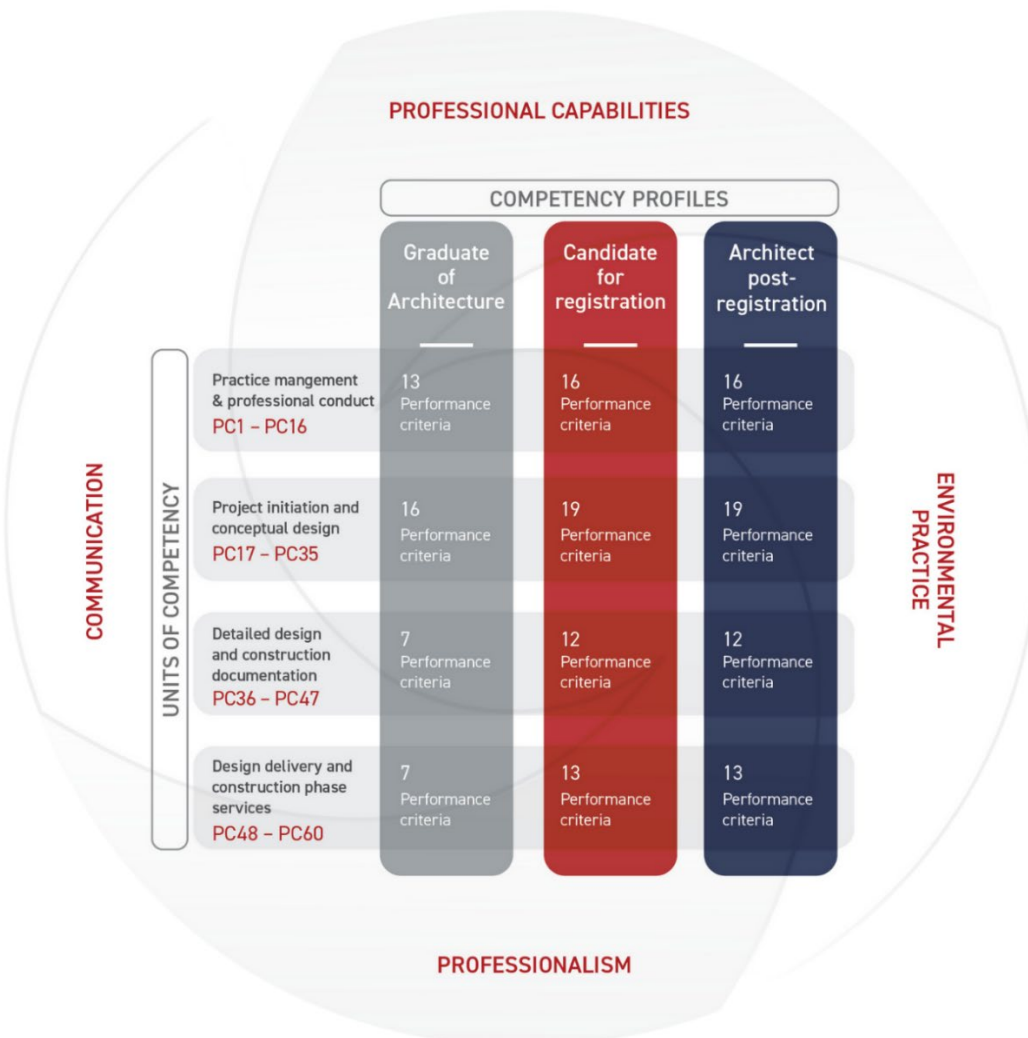 PROFESSIONAL CAPABILITIES
COMPETENCY PROFILES
Graduate
of
Architecture
Candidate
for
registration
Architect
post-
registration
COMMUNICATION
UNITS OF COMPETENCY
Practice mangement
& professional conduct
PC1 – PC16
13
Performance
criteria
16
Performance
criteria
16
Performance
criteria
Project initiation and
conceptual design
PC17 – PC35
16
Performance
criteria
19
Performance
criteria
19
Performance
criteria
Detailed design
and construction
documentation
PC36 – PC47
7
Performance
criteria
12
Performance
criteria
12
Performance
criteria
Design delivery and
construction phase
services
PC48 – PC60
7
Performance
criteria
13
Performance
criteria
13
Performance
criteria
ENVIRONMENTAL
PRACTICE
PROFESSIONALISM